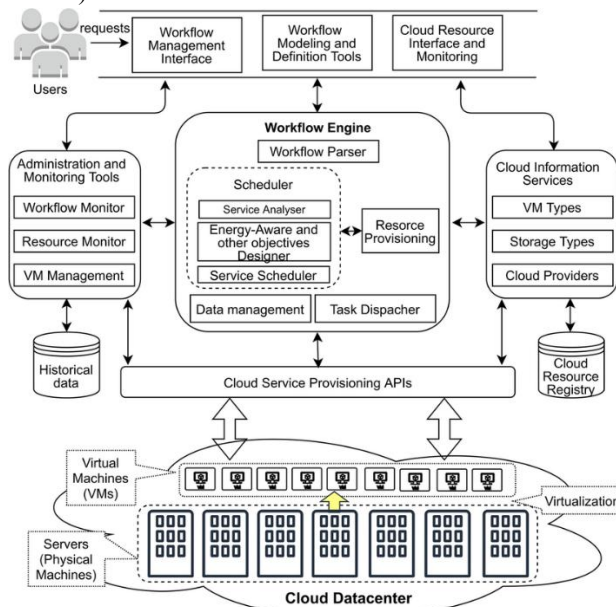 requests
Users
Workflow
Management
Interface
Workflow
Modeling and
Definition Tools
Cloud Resource
Interface and
Monitoring
Administration and
Monitoring Tools
Workflow Monitor
Resource Monitor
VM Management
Workflow Engine
Workflow Parser
Scheduler
Service Analyser
Energy-Aware and
other objectives
Designer
Service Scheduler
Resorce
Provisioning
Data management
Task Dispacher
Cloud Information
Services
VM Types
Storage Types
Cloud Providers
Historical
data
Cloud
Resource
Registry
Cloud Service Provisioning APIs
Virtual
Machines
(VMs)
Virtualization
Servers
(Physical
Machines)
Cloud Datacenter